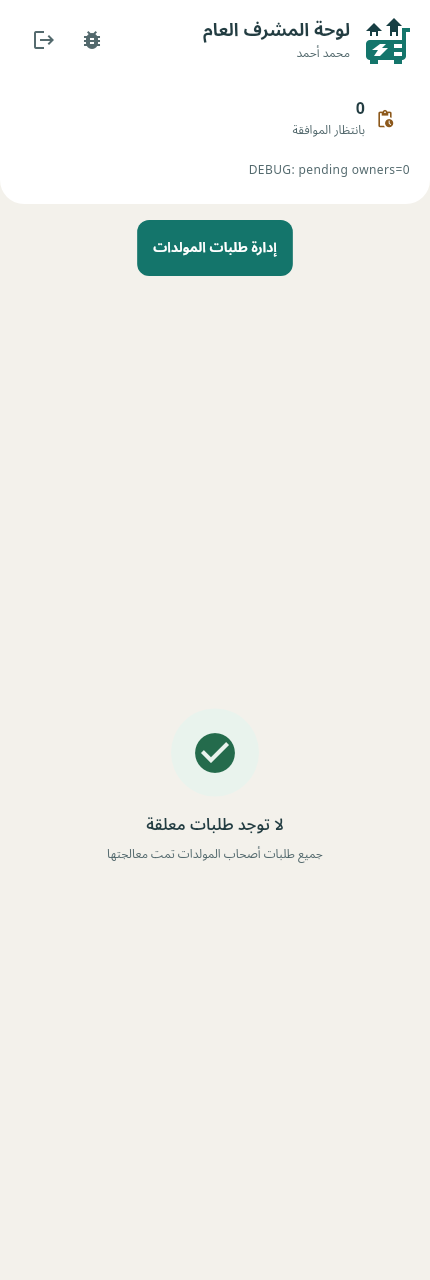 لوحة المشرف العام
محمد أحمد
0
بانتظار الموافقة
DEBUG: pending owners=0
إدارة طلبات المولدات
لا توجد طلبات معلقة
جميع طلبات أصحاب المولدات تمت معالجتها